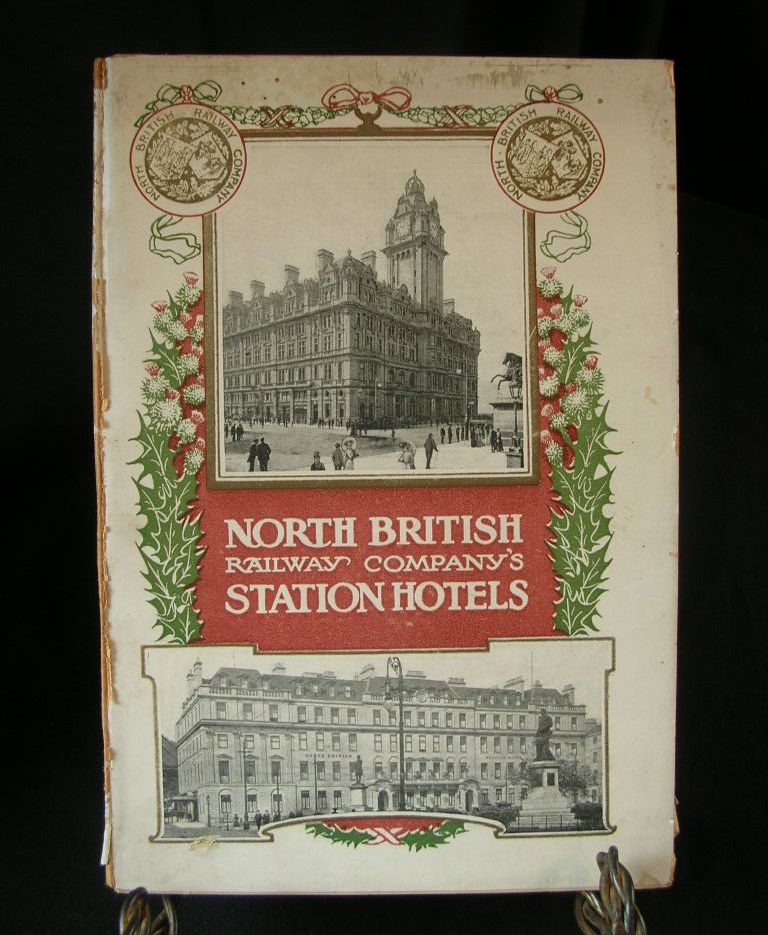 NORTH BRITISH RAILWAY COMPANY
NORTH BRITISH RAILWAY COMPANY
NORTH BRITISH
RAILWAY COMPANY'S
STATION HOTELS